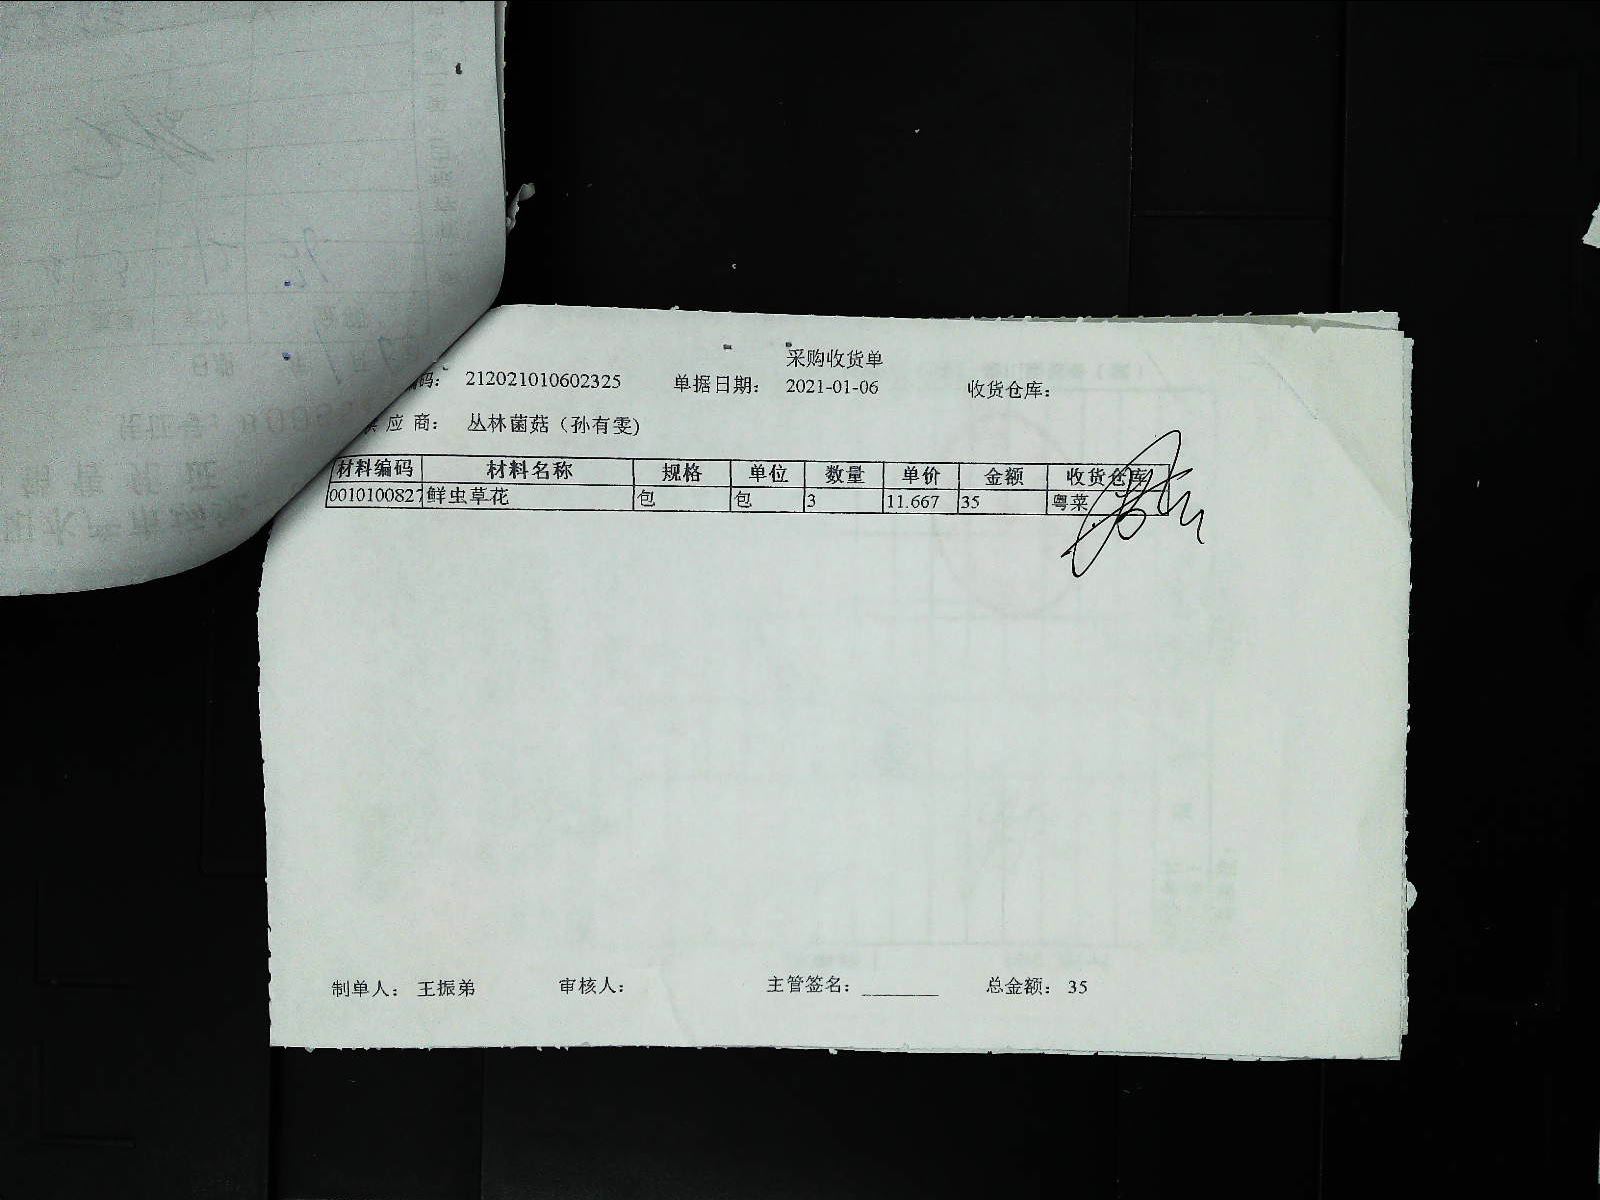 采购收货单
码： 212021010602325 单据日期： 2021-01-06 收货仓库：
应 商： 丛林菌菇（孙有雯）
材料编码 材料名称 规格 单位 数量 单价 金额 收货仓库
0010100827 鲜虫草花 包 包 3 11.667 35 粤菜
制单人： 王振弟 审核人： 主管签名： ______ 总金额： 35